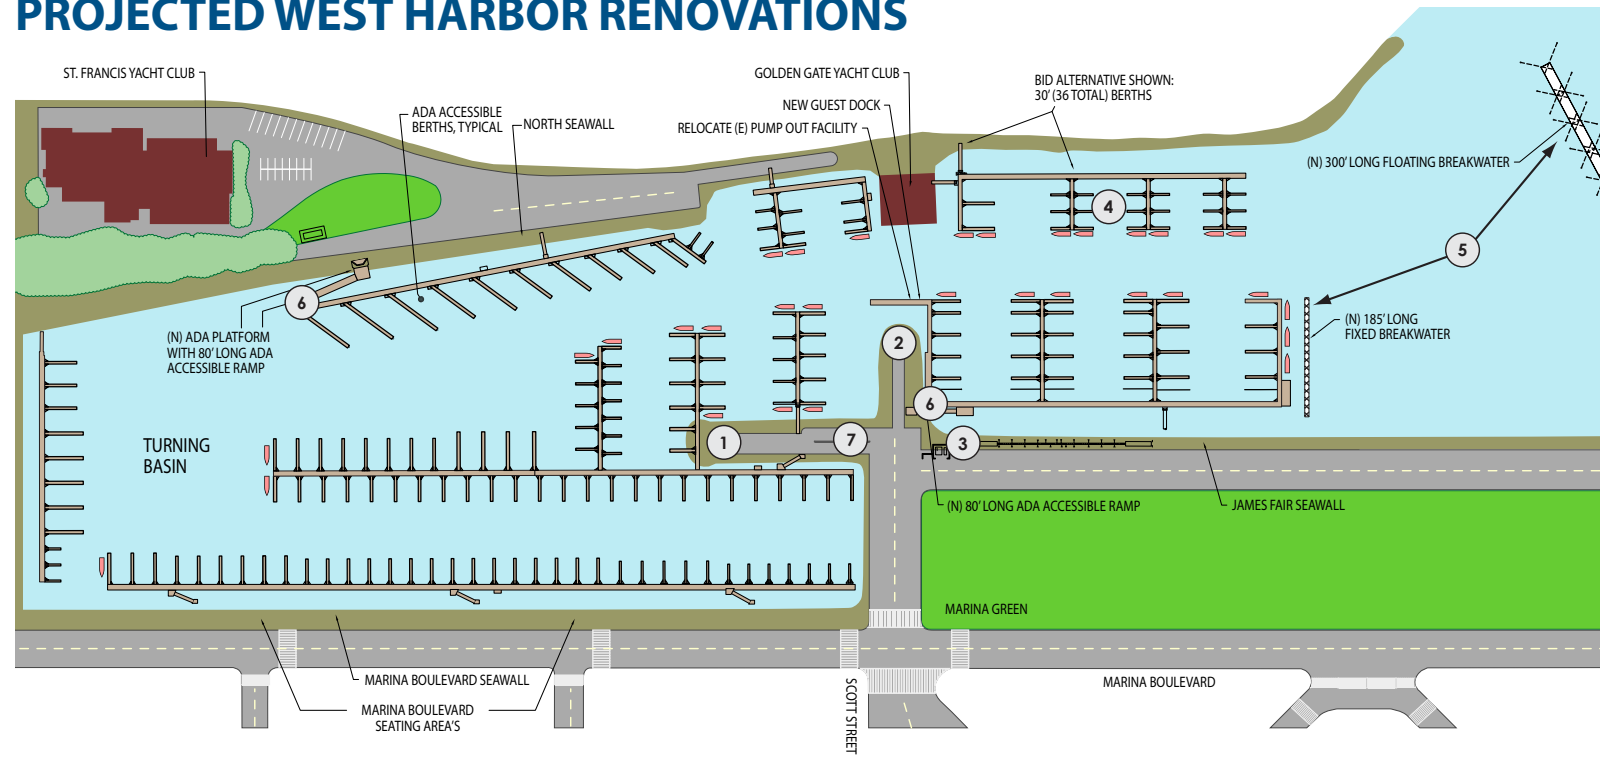 PROJECTED WEST HARBOR RENOVATIONS
ST. FRANCIS YACHT CLUB
ADA ACCESSIBLE
BERTHS, TYPICAL
NORTH SEAWALL
GOLDEN GATE YACHT CLUB
NEW GUEST DOCK
RELOCATE (E) PUMP OUT FACILITY
BID ALTERNATIVE SHOWN:
30' (36 TOTAL) BERTHS
(N) 300' LONG FLOATING BREAKWATER
4
5
6
(N) ADA PLATFORM
WITH 80' LONG ADA
ACCESSIBLE RAMP
(N) 185' LONG
FIXED BREAKWATER
2
6
1
7
3
TURNING
BASIN
(N) 80' LONG ADA ACCESSIBLE RAMP
JAMES FAIR SEAWALL
MARINA GREEN
MARINA BOULEVARD SEAWALL
MARINA BOULEVARD
SEATING AREA'S
SCOTT STREET
MARINA BOULEVARD